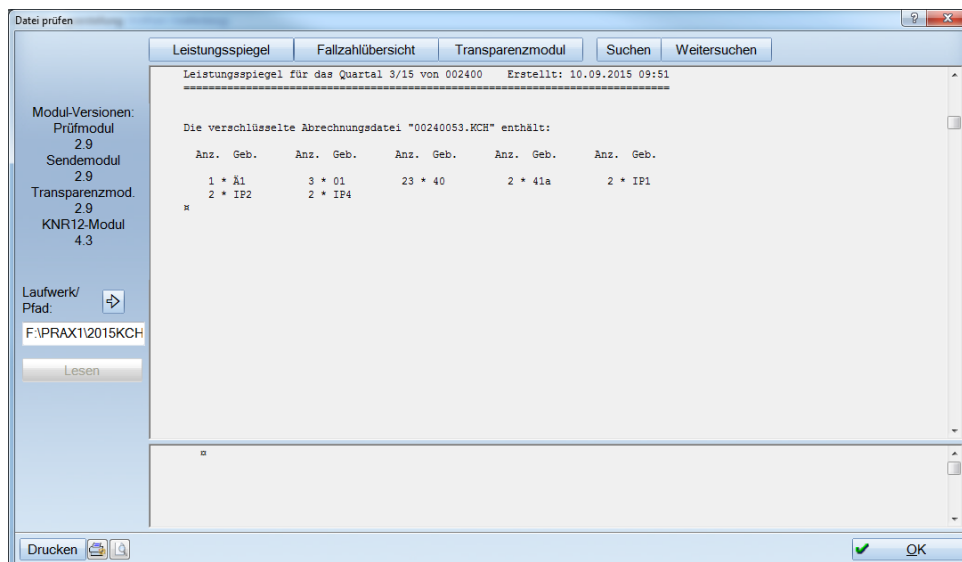 Datei prüfen
Leistungsspiegel Fallzahlübersicht Transparenzmodul Suchen Weitersuchen
Modul-Versionen:
Prüfmodul
2.9
Sendemodul
2.9
Transparenzmod.
2.9
KNR12-Modul
4.3
Laufwerk/
Pfad:
F:\PRAX1\2015KCH
Lesen
Leistungsspiegel für das Quartal 3/15 von 002400 Erstellt: 10.09.2015 09:51
==============================================================================
Die verschlüsselte Abrechnungsdatei "00240053.KCH" enthält:
Anz. Geb. Anz. Geb. Anz. Geb. Anz. Geb. Anz. Geb.
1 * Ä1 3 * 01 23 * 40 2 * 41a 2 * IP1
2 * IP2 2 * IP4
¤
¤
Drucken
OK